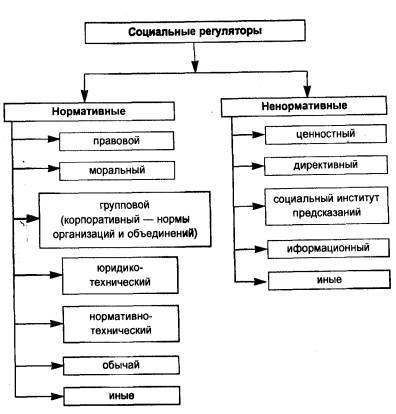 Социальные регуляторы
Нормативные
правовой
моральный
групповой
(корпоративный — нормы
организаций и объединений)
юридико-
технический
нормативно-
технический
обычай
иные
Ненормативные
ценностный
директивный
социальный институт
предсказаний
иформационный
иные